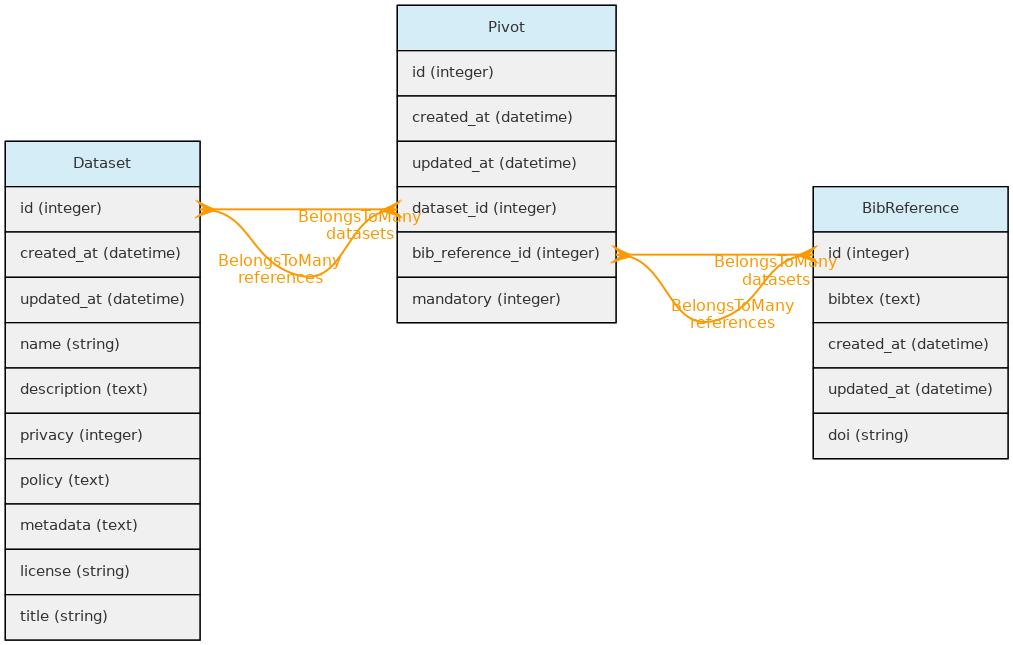 Pivot
id (integer)
created_at (datetime)
updated_at (datetime)
dataset_id (integer)
bib_reference_id (integer)
mandatory (integer)
Dataset
id (integer)
created_at (datetime)
updated_at (datetime)
name (string)
description (text)
privacy (integer)
policy (text)
metadata (text)
license (string)
title (string)
BelongsToMany
datasets
BelongsToMany
references
BelongsToMany
datasets
BelongsToMany
references
BibReference
id (integer)
bibtex (text)
created_at (datetime)
updated_at (datetime)
doi (string)